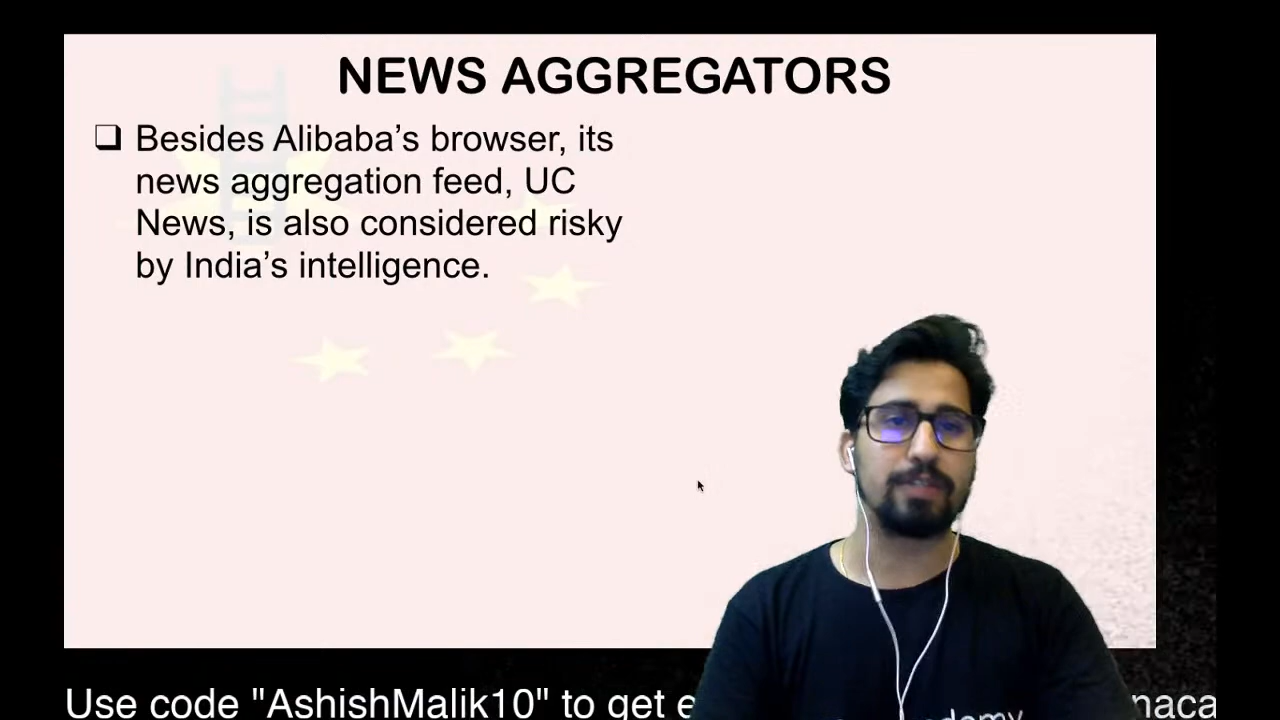 NEWS AGGREGATORS
❑ Besides Alibaba’s browser, its
news aggregation feed, UC
News, is also considered risky
by India’s intelligence.
Use code "AshishMalik10" to get